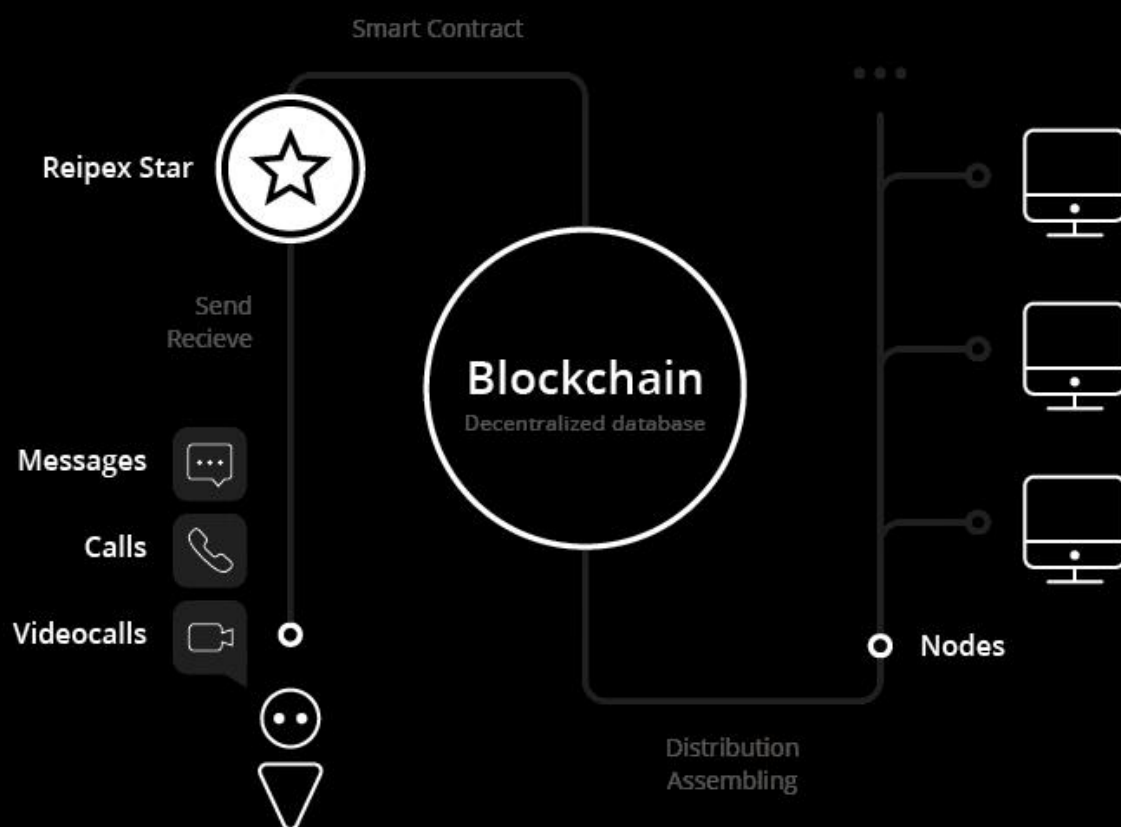 Smart Contract
Reipex Star
Send
Recieve
Blockchain
Decentralized database
Messages
Calls
Videocalls
Nodes
Distribution
Assembling